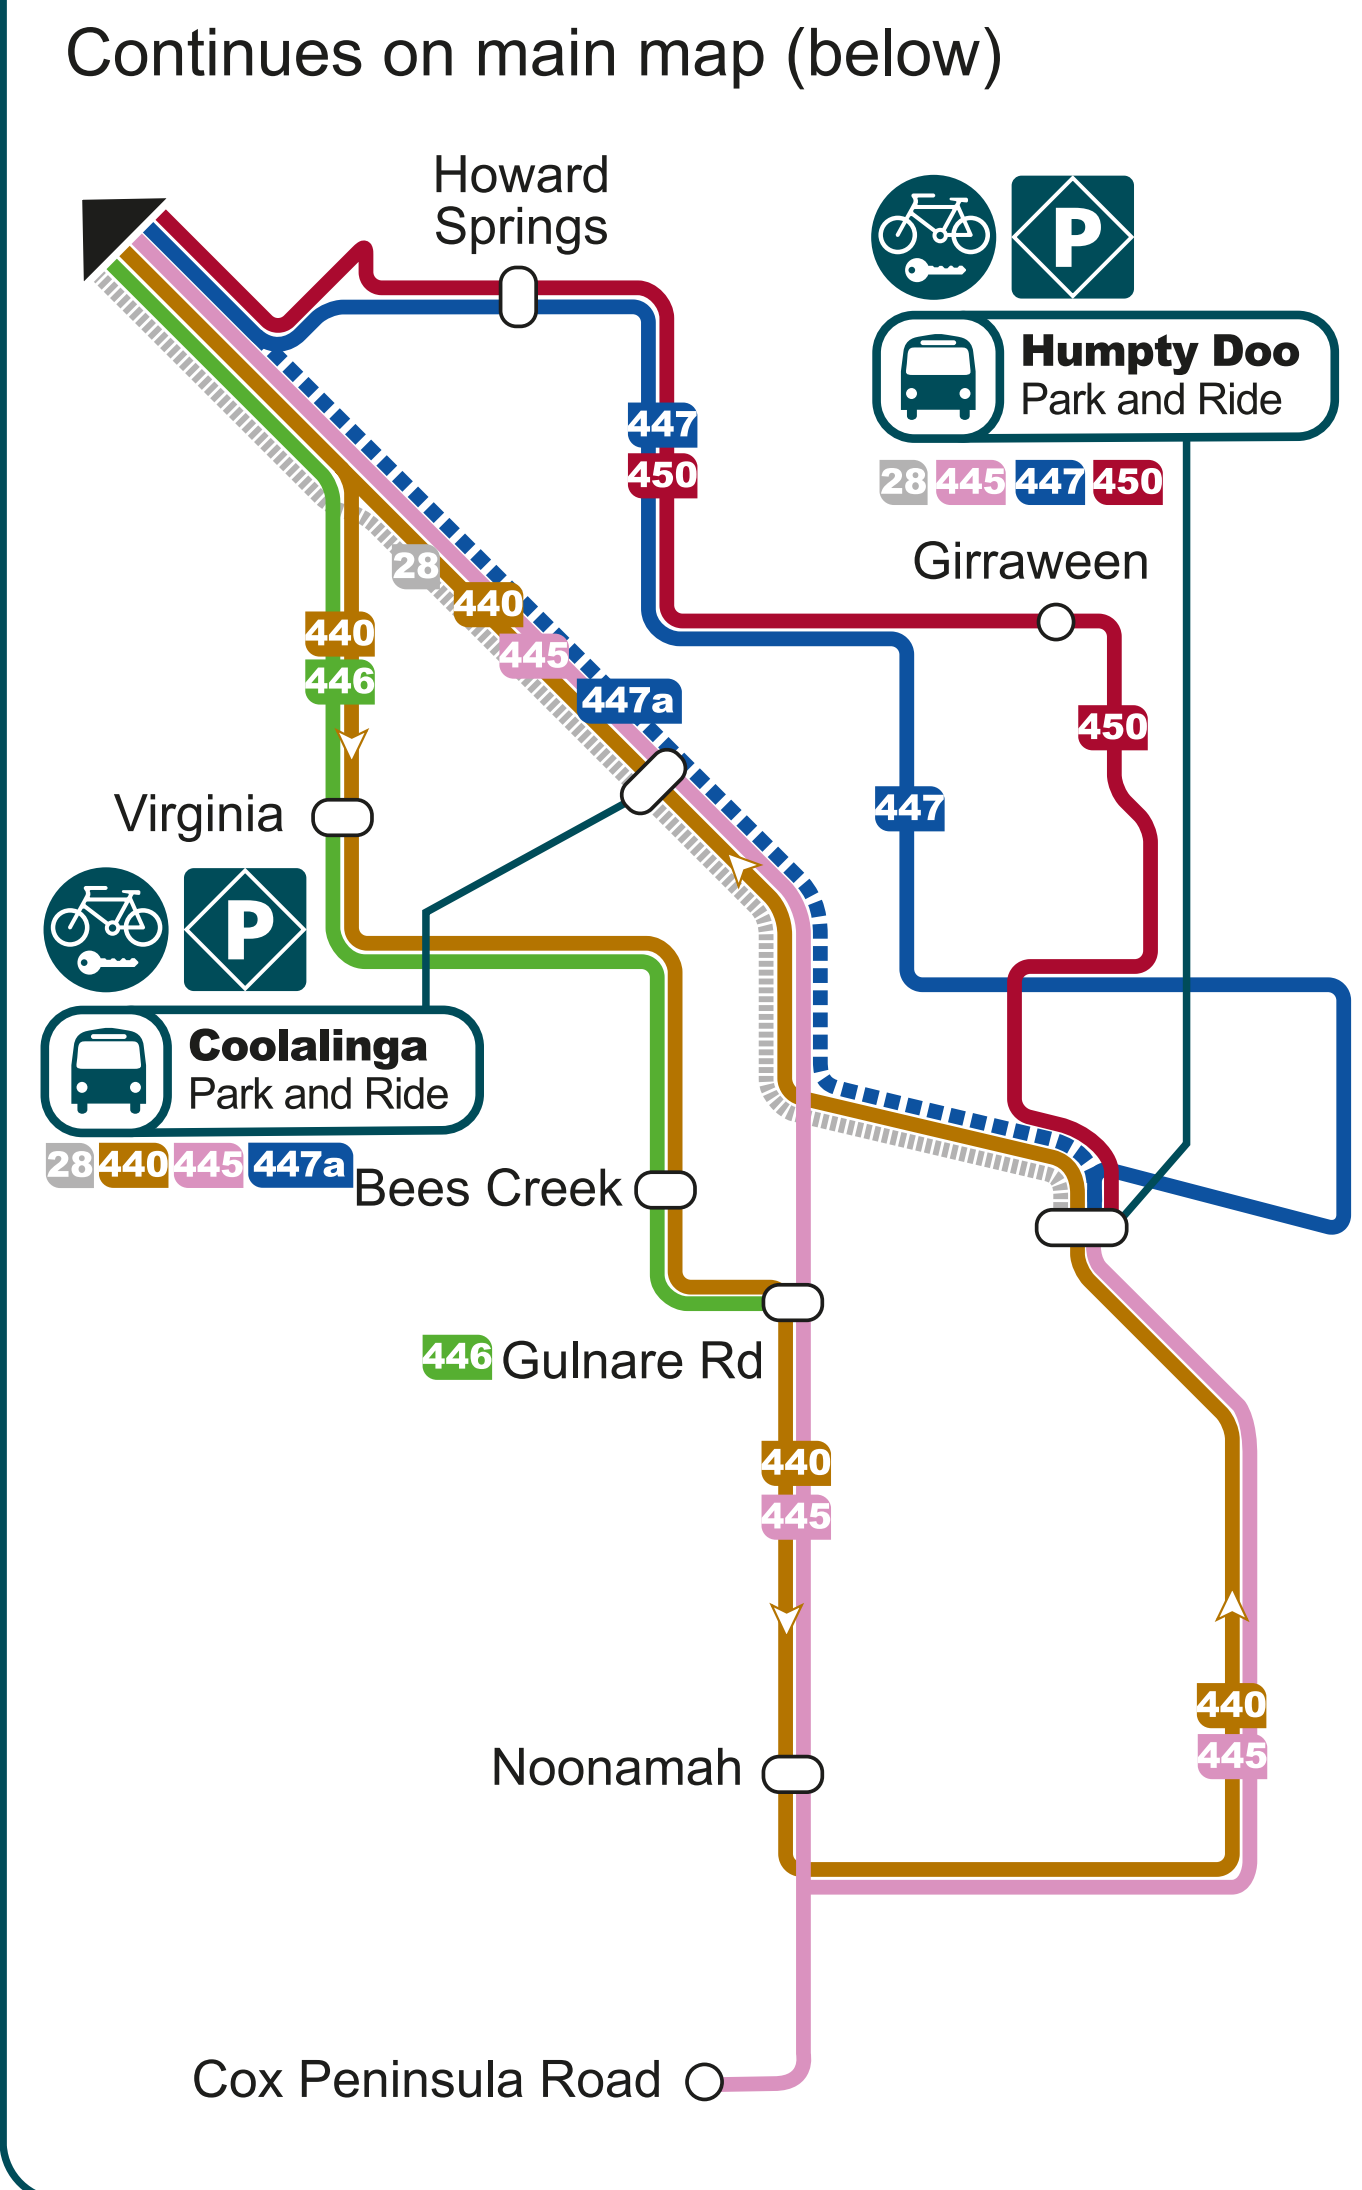 Continues on main map (below)
Howard
Springs
P
Humpty Doo
Park and Ride
28 445 447 450
447
450
Girraween
28
440
445
447a
440
446
450
447
Virginia
P
Coolalinga
Park and Ride
28 440 445 447a
Bees Creek
446 Gulnare Rd
440
445
Noonamah
440
445
Cox Peninsula Road